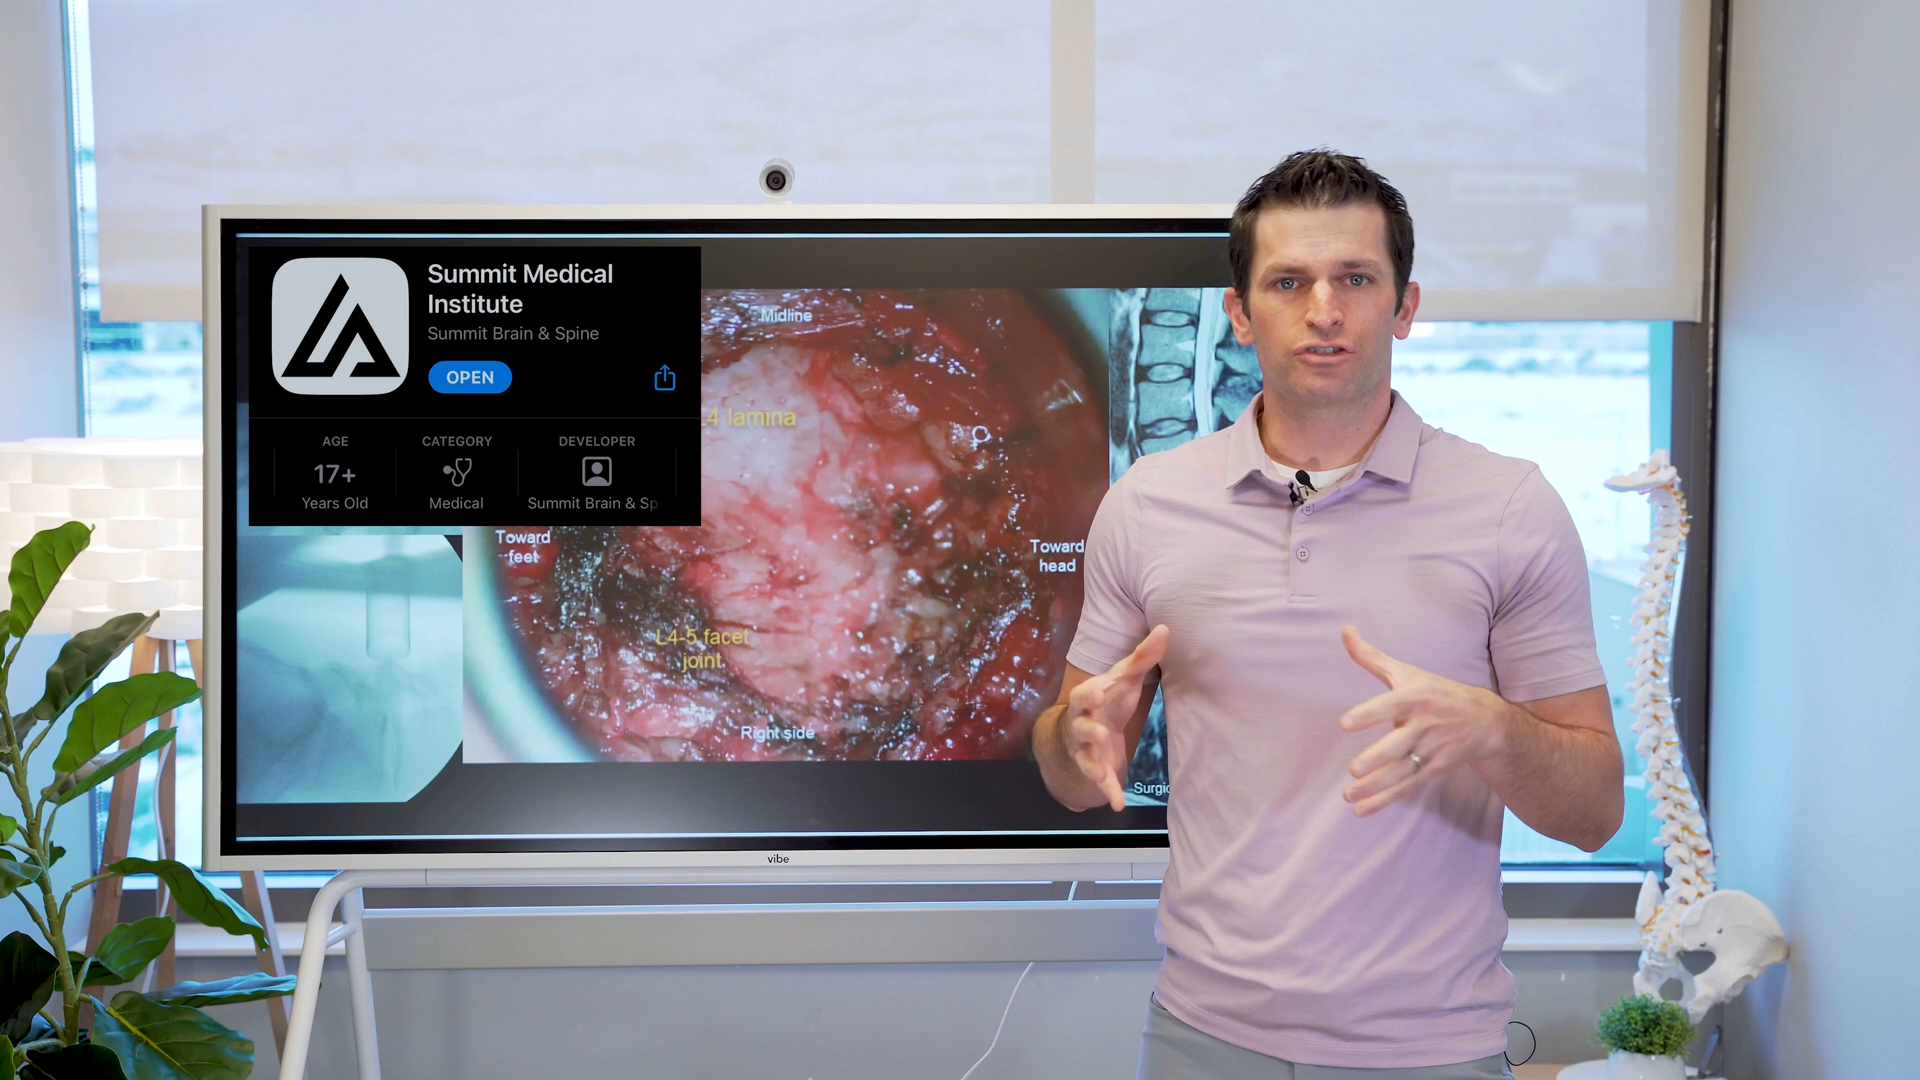 Summit Medical
Institute
Summit Brain & Spine
OPEN
AGE
CATEGORY
DEVELOPER
17+
Years Old
Medical
Summit Brain & Sp
Midline
4 lamina
Toward
feet
Toward
head
L4-5 facet
joint
Right side
vibe